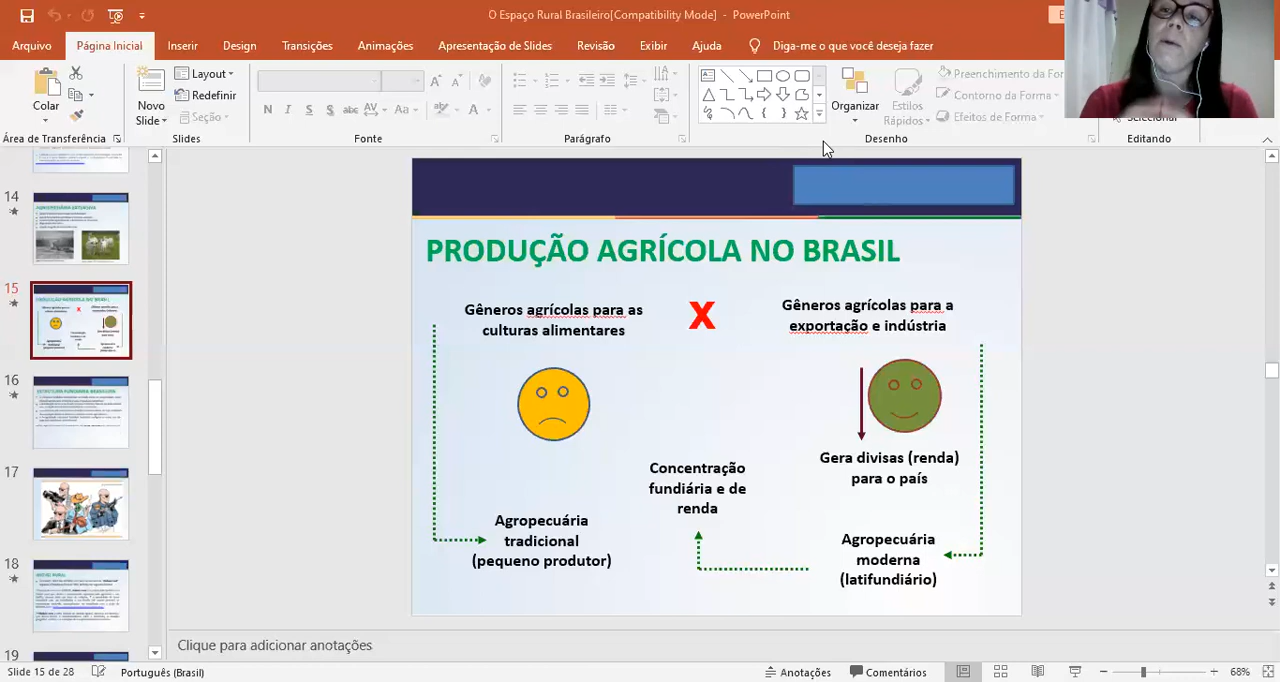 O Espaço Rural Brasileiro[Compatibility Mode] - PowerPoint
Arquivo
Página Inicial
Inserir
Design
Transições
Animações
Apresentação de Slides
Revisão
Exibir
Ajuda
Diga-me o que você deseja fazer
Colar
Novo
Slide
Layout
Redefinir
Seção
N I S S abc AV Aa A
Organizar
Estilos
Rápidos
Preenchimento da For
Contorno da Forma
Efeitos de Forma
Selecionar
Área de Transferência
Slides
Fonte
Parágrafo
Desenho
Editando
14
15
16
17
18
19
PRODUÇÃO AGRÍCOLA NO BRASIL
Gêneros agrícolas para as
culturas alimentares
X
Gêneros agrícolas para a
exportação e indústria
Gera divisas (renda)
para o país
Concentração
fundiária e de
renda
Agropecuária
tradicional
(pequeno produtor)
Agropecuária
moderna
(latifundiário)
Clique para adicionar anotações
Slide 15 de 28
Português (Brasil)
Anotações
Comentários
68%